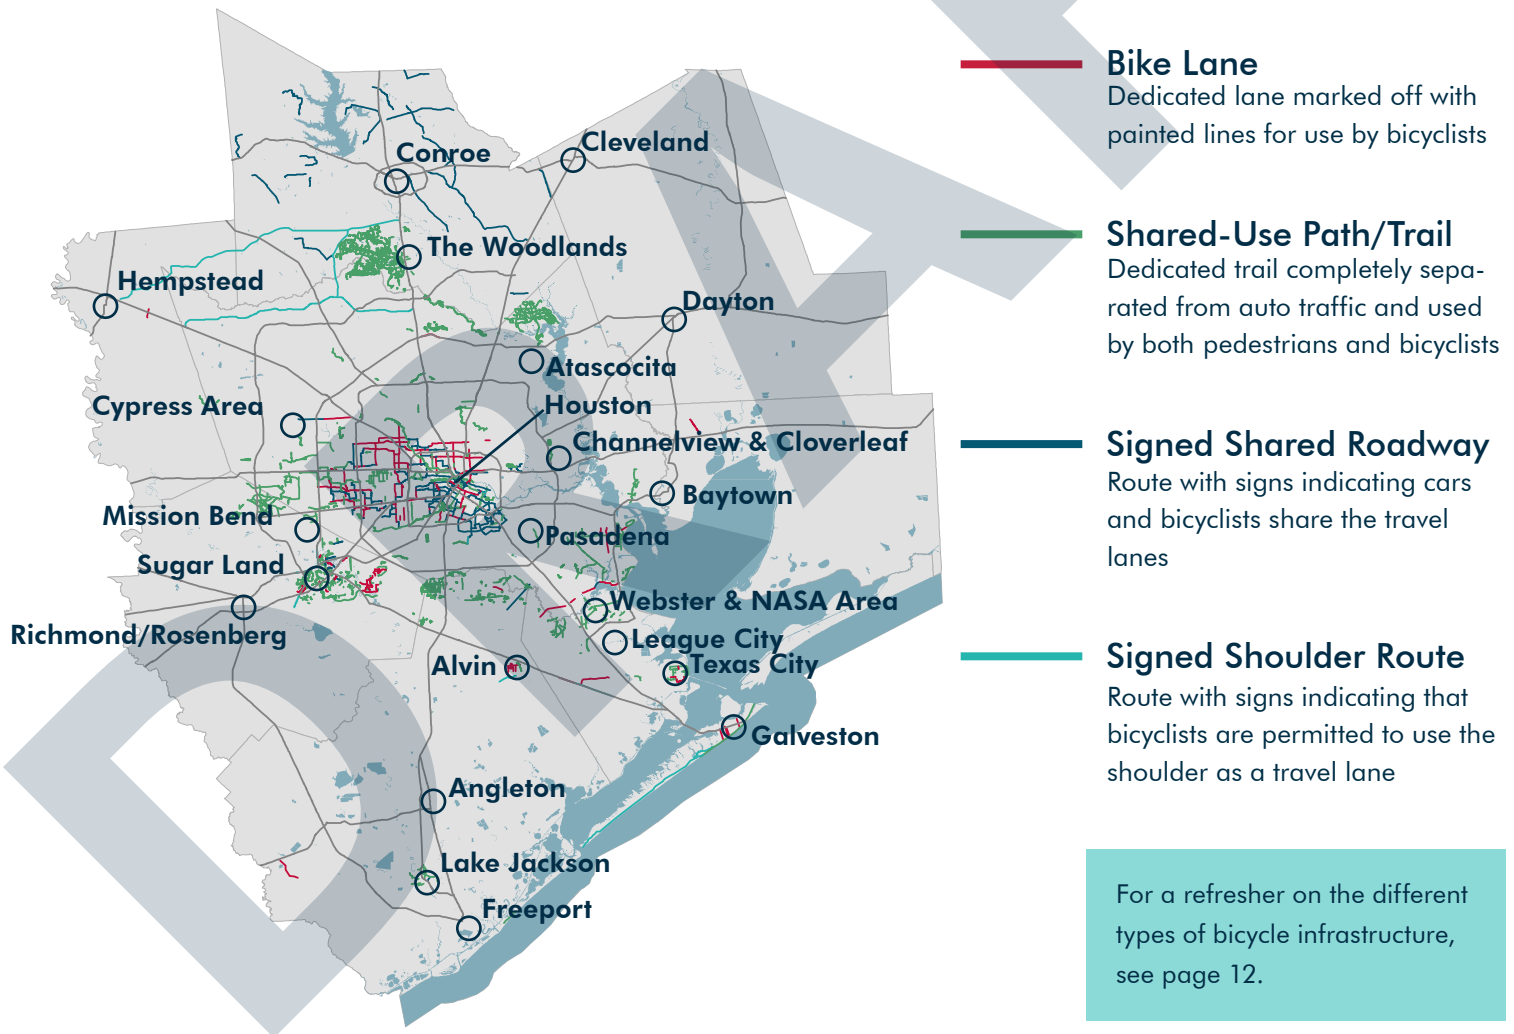 Conroe
Cleveland
The Woodlands
Hempstead
Dayton
Atascocita
Houston
Cypress Area
Channelview & Cloverleaf
Baytown
Mission Bend
Pasadena
Sugar Land
Webster & NASA Area
Richmond/Rosenberg
League City
Alvin
Texas City
Galveston
Angleton
Lake Jackson
Freeport
Bike Lane
Dedicated lane marked off with
painted lines for use by bicyclists
Shared-Use Path/Trail
Dedicated trail completely sepa-
rated from auto traffic and used
by both pedestrians and bicyclists
Signed Shared Roadway
Route with signs indicating cars
and bicyclists share the travel
lanes
Signed Shoulder Route
Route with signs indicating that
bicyclists are permitted to use the
shoulder as a travel lane
For a refresher on the different
types of bicycle infrastructure,
see page 12.